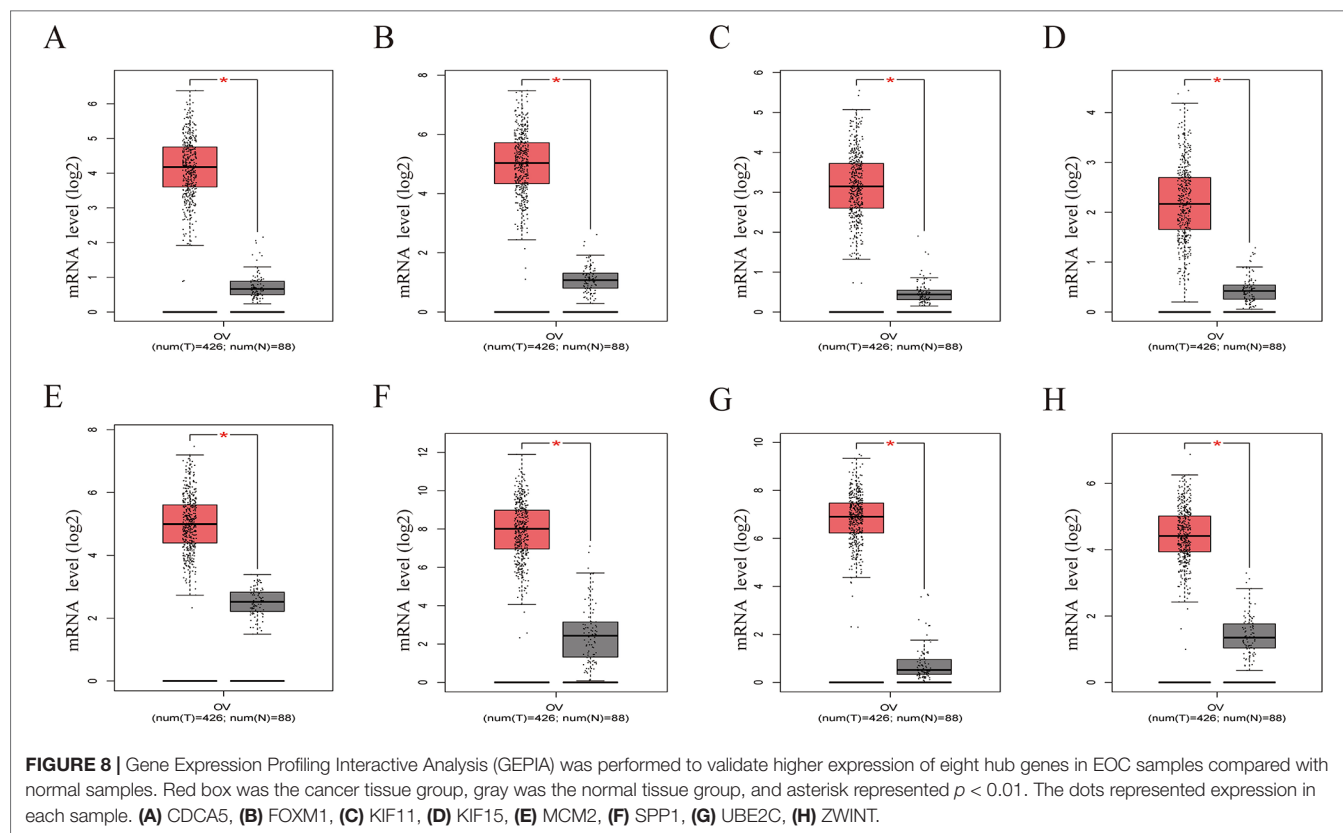 A
B
C
D
mRNA level (log2)
0 1 2 3 4 5 6
*
OV
(num(T)=426; num(N)=88)
mRNA level (log2)
0 2 4 6 8
*
OV
(num(T)=426; num(N)=88)
mRNA level (log2)
0 1 2 3 4 5 6
*
OV
(num(T)=426; num(N)=88)
mRNA level (log2)
0 1 2 3 4
*
OV
(num(T)=426; num(N)=88)
E
F
G
H
mRNA level (log2)
0 2 4 6 8
*
OV
(num(T)=426; num(N)=88)
mRNA level (log2)
0 2 4 6 8 10 12
*
OV
(num(T)=426; num(N)=88)
mRNA level (log2)
0 2 4 6 8 10
*
OV
(num(T)=426; num(N)=88)
mRNA level (log2)
0 2 4 6
*
OV
(num(T)=426; num(N)=88)
FIGURE 8 | Gene Expression Profiling Interactive Analysis (GEPIA) was performed to validate higher expression of eight hub genes in EOC samples compared with
normal samples. Red box was the cancer tissue group, gray was the normal tissue group, and asterisk represented p < 0.01. The dots represented expression in
each sample. (A) CDCA5, (B) FOXM1, (C) KIF11, (D) KIF15, (E) MCM2, (F) SPP1, (G) UBE2C, (H) ZWINT.